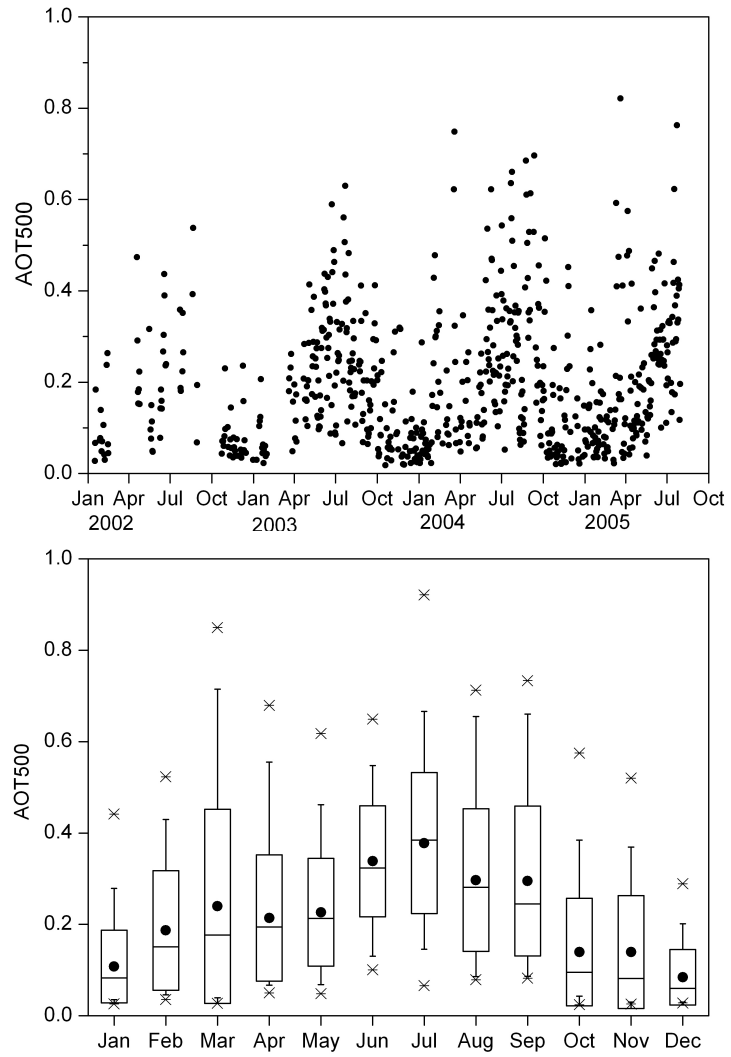 1.0
0.8
0.6
0.4
0.2
0.0
AOT500
Jan Apr Jul Oct Jan Apr Jul Oct Jan Apr Jul Oct Jan Apr Jul Oct
2002 2003 2004 2005
1.0
0.8
0.6
0.4
0.2
0.0
AOT500
Jan Feb Mar Apr May Jun Jul Aug Sep Oct Nov Dec